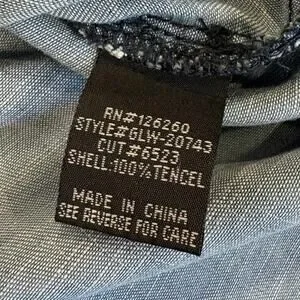 RN#126260
STYLE#GLW-20743
CUT#6523
SHELL:100%TENCEL
MADE IN CHINA
SEE REVERSE FOR CARE